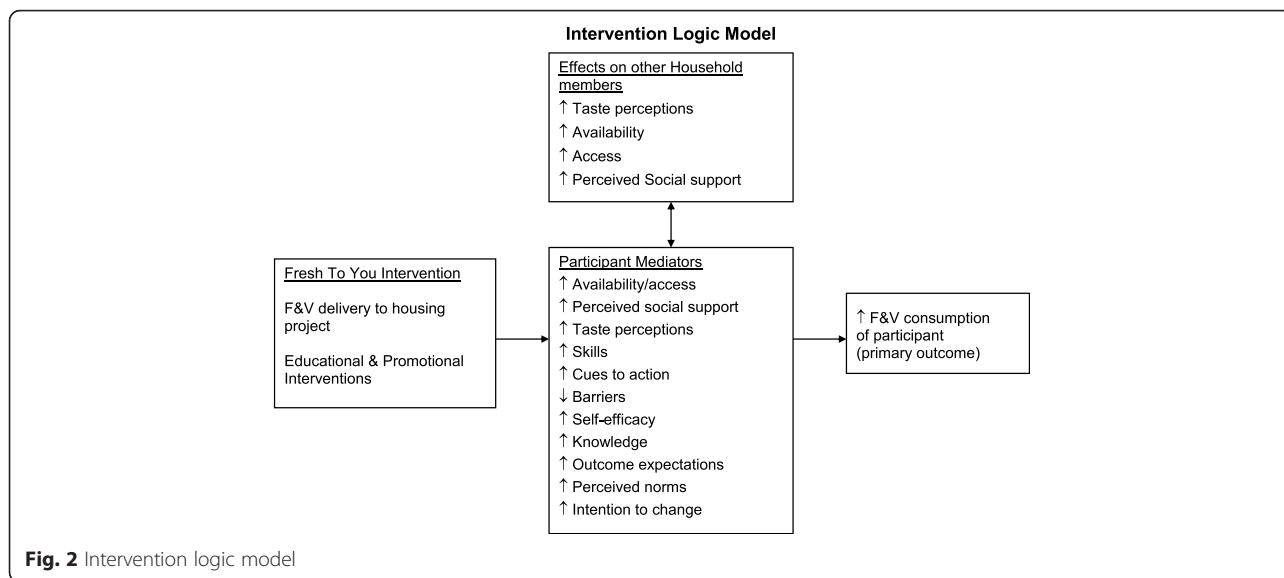 Intervention Logic Model
Effects on other Household
members
↑ Taste perceptions
↑ Availability
↑ Access
↑ Perceived Social support
Fresh To You Intervention
F&V delivery to housing
project
Educational & Promotional
Interventions
Participant Mediators
↑ Availability/access
↑ Perceived social support
↑ Taste perceptions
↑ Skills
↑ Cues to action
↓ Barriers
↑ Self-efficacy
↑ Knowledge
↑ Outcome expectations
↑ Perceived norms
↑ Intention to change
↑ F&V consumption
of participant
(primary outcome)
Fig. 2 Intervention logic model